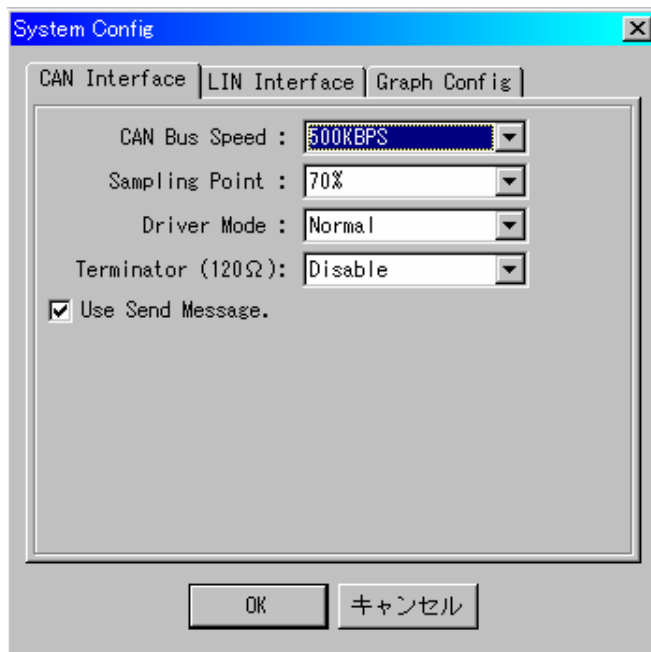 System Config
CAN Interface LIN Interface Graph Config
CAN Bus Speed : 500KBPS
Sampling Point : 70%
Driver Mode : Normal
Terminator (120Ω): Disable
Use Send Message.
OK キャンセル